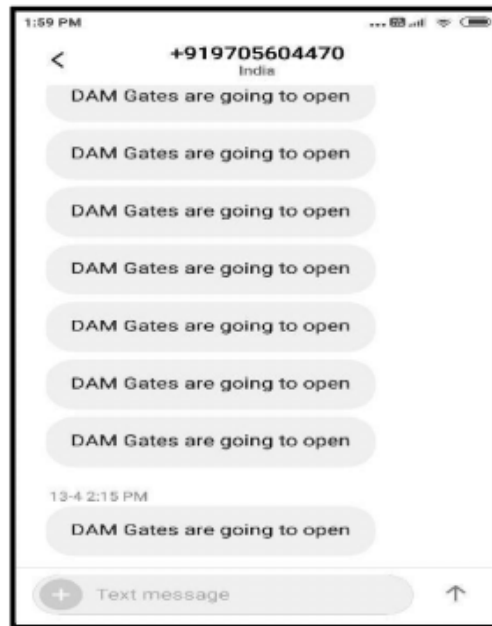 1:59 PM
+919705604470
India
DAM Gates are going to open
DAM Gates are going to open
DAM Gates are going to open
DAM Gates are going to open
DAM Gates are going to open
DAM Gates are going to open
DAM Gates are going to open
13-4 2:15 PM
DAM Gates are going to open
Text message